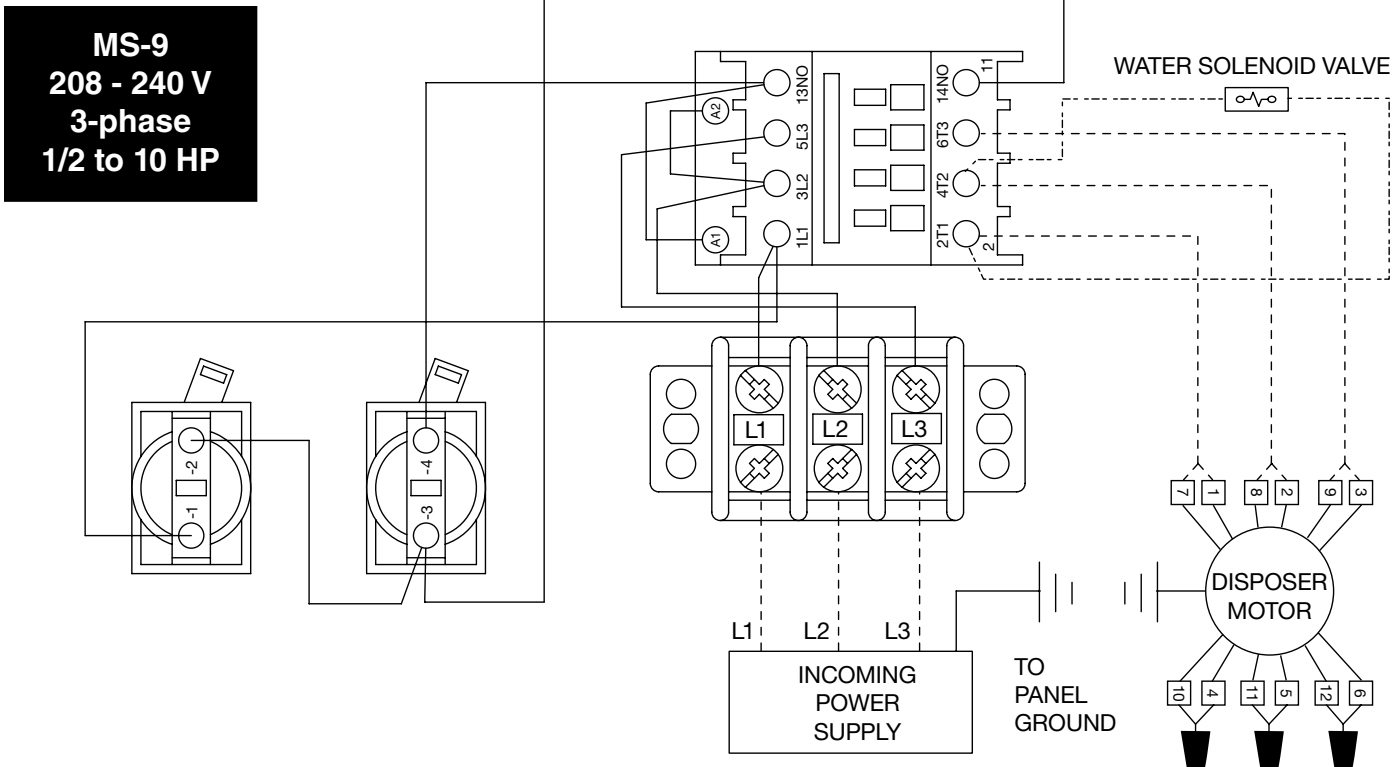 MS-9
208 - 240 V
3-phase
1/2 to 10 HP
WATER SOLENOID VALVE
A2
A1
13NO
5L3
3L2
1L1
11
14NO
6T3
4T2
2T1
2
-2
-1
-4
-3
L1
L2
L3
L1
L2
L3
INCOMING
POWER
SUPPLY
TO
PANEL
GROUND
7
1
8
2
9
3
DISPOSER
MOTOR
10
4
11
5
12
6